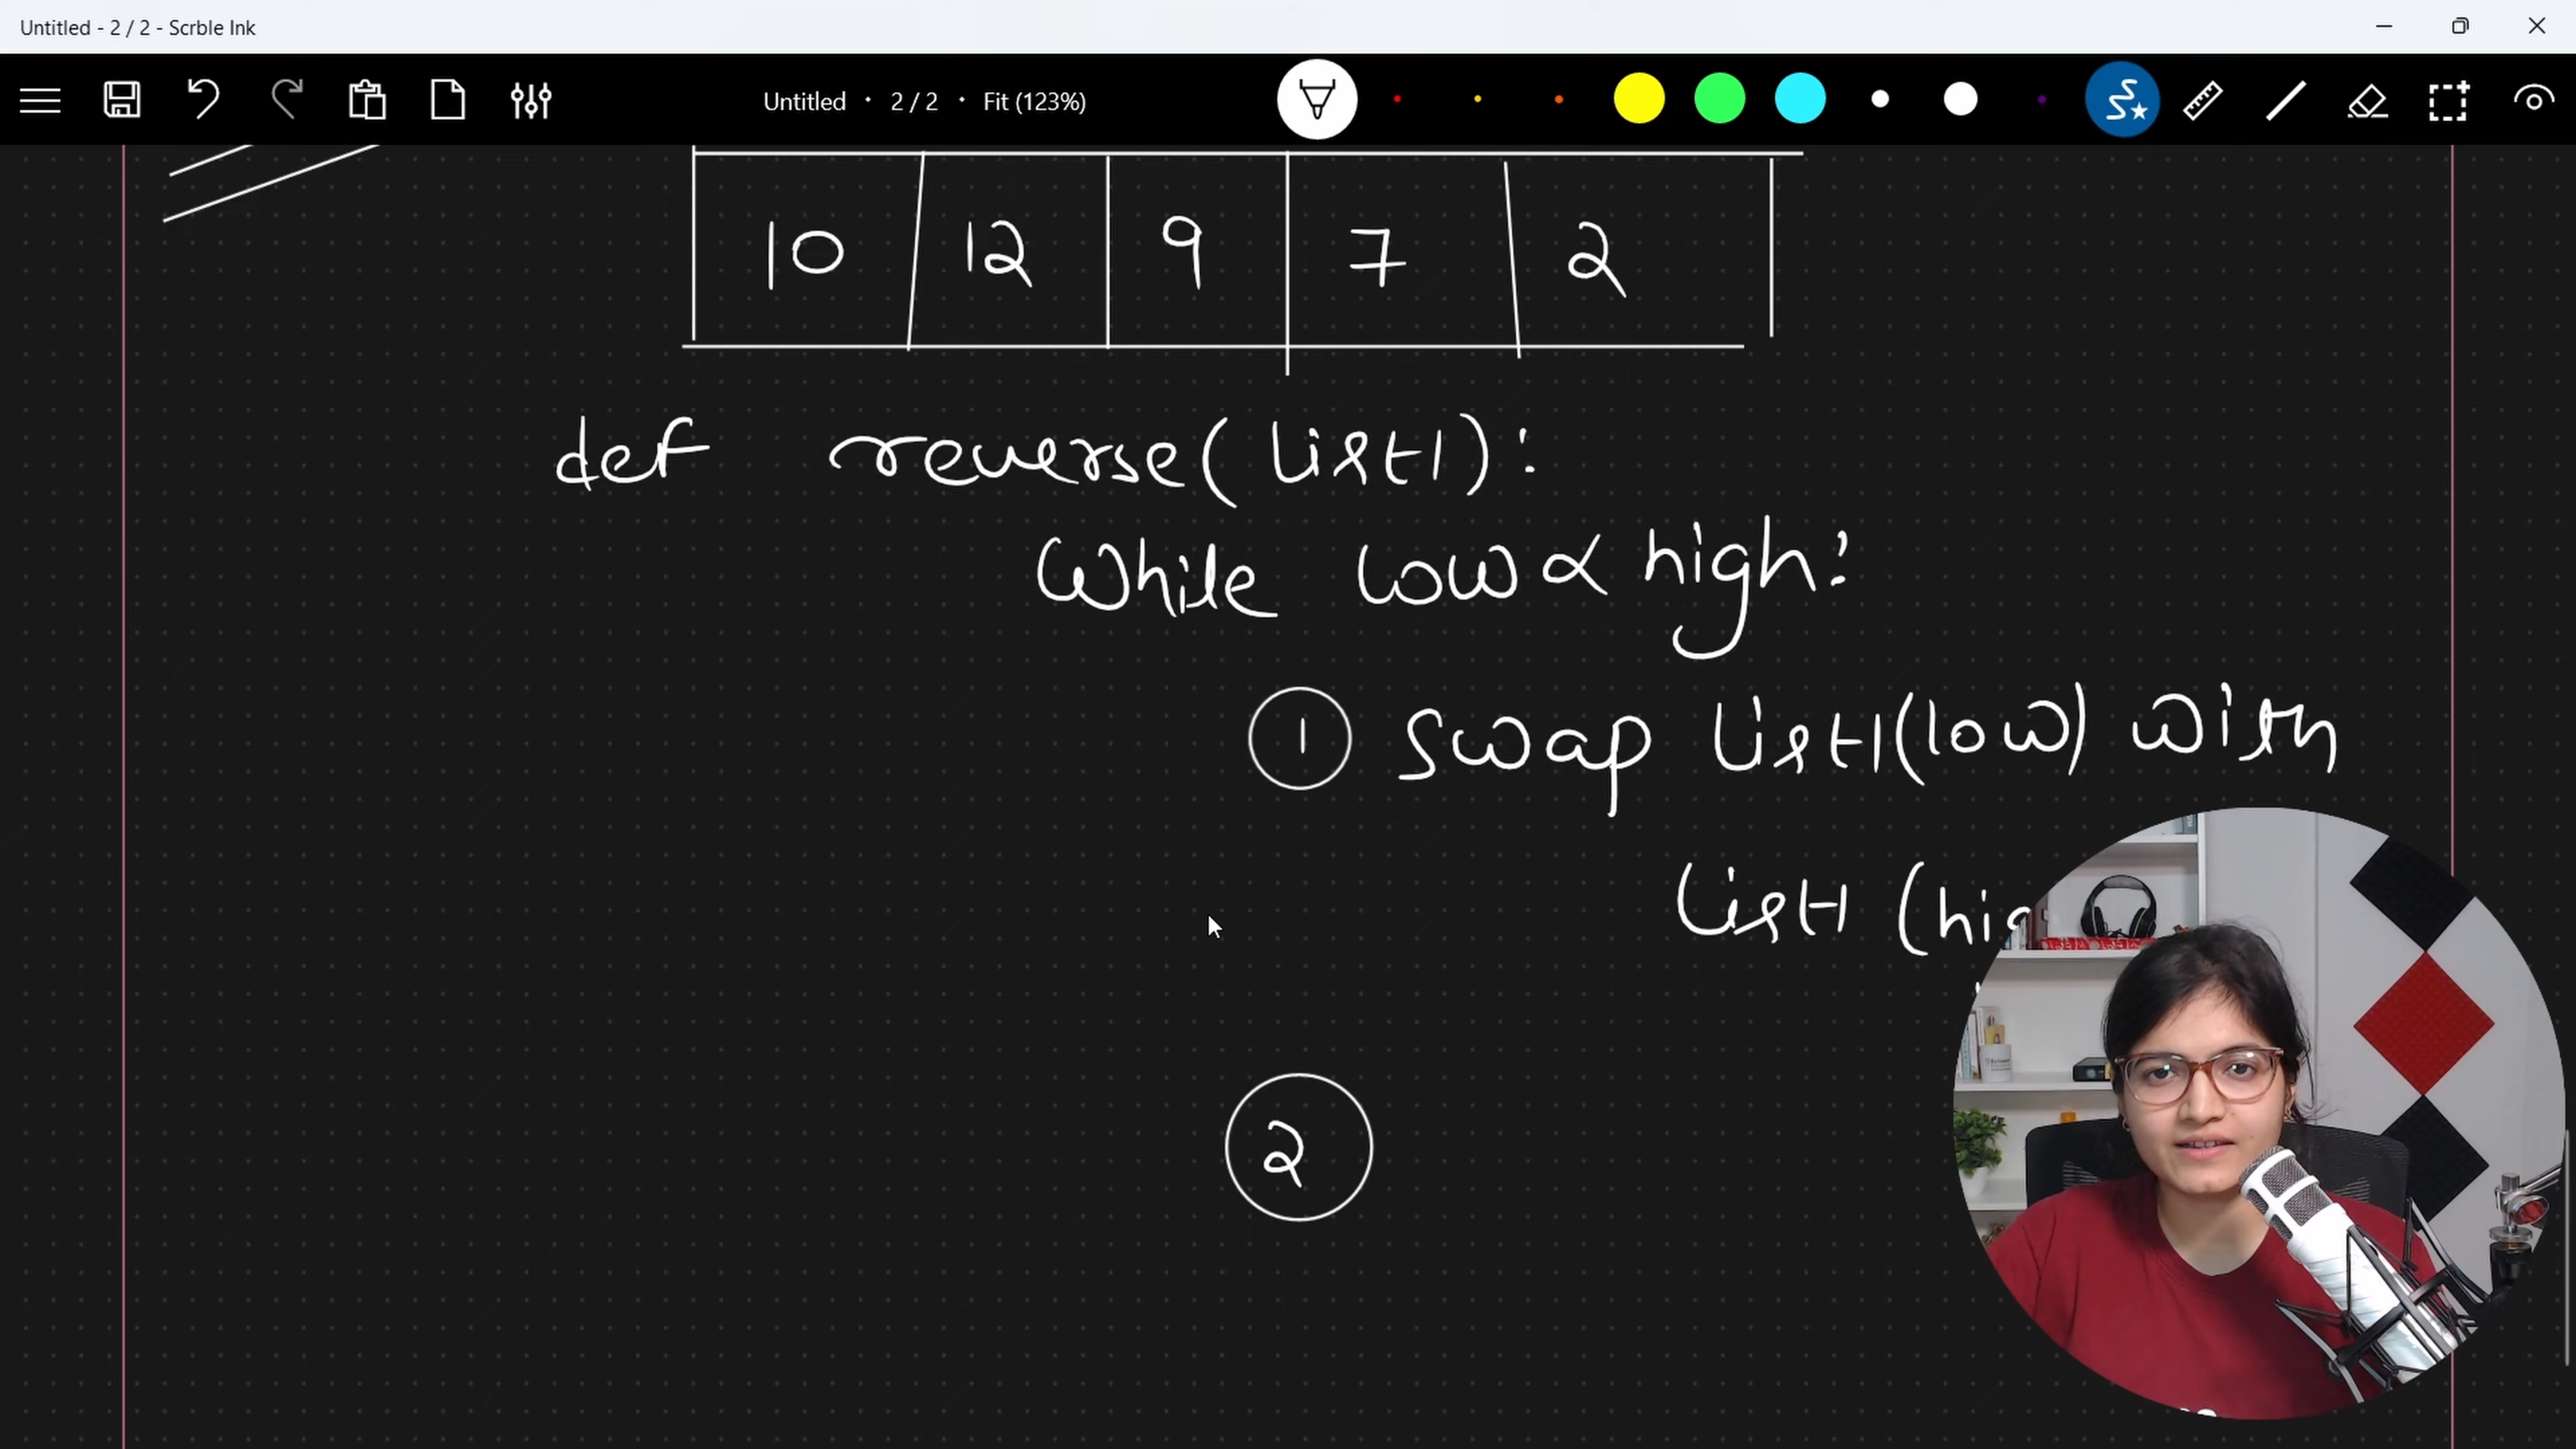 Untitled - 2 / 2 - Scrble Ink
Untitled • 2 / 2 • Fit (123%)
10 12 9 7 2
def reverse(list1):
While low < high:
1 swap list1(low) with
list1
2